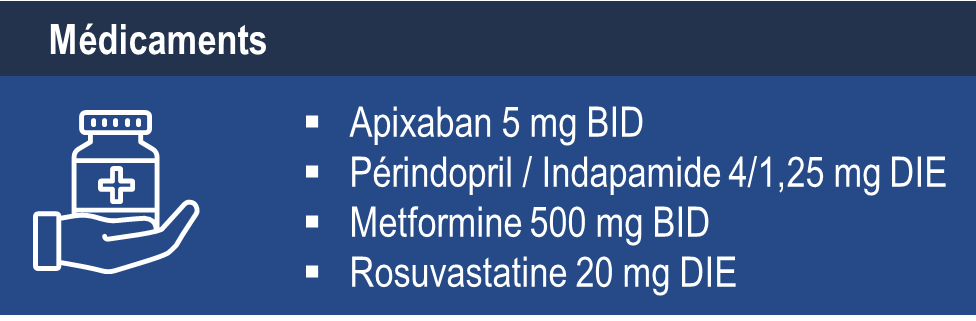 Médicaments
▪ Apixaban 5 mg BID
▪ Périndopril / Indapamide 4/1,25 mg DIE
▪ Metformine 500 mg BID
▪ Rosuvastatine 20 mg DIE